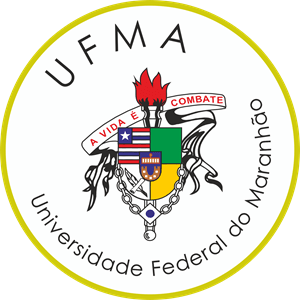 UFMA
A VIDA É COMBATE
Universidade Federal do Maranhão